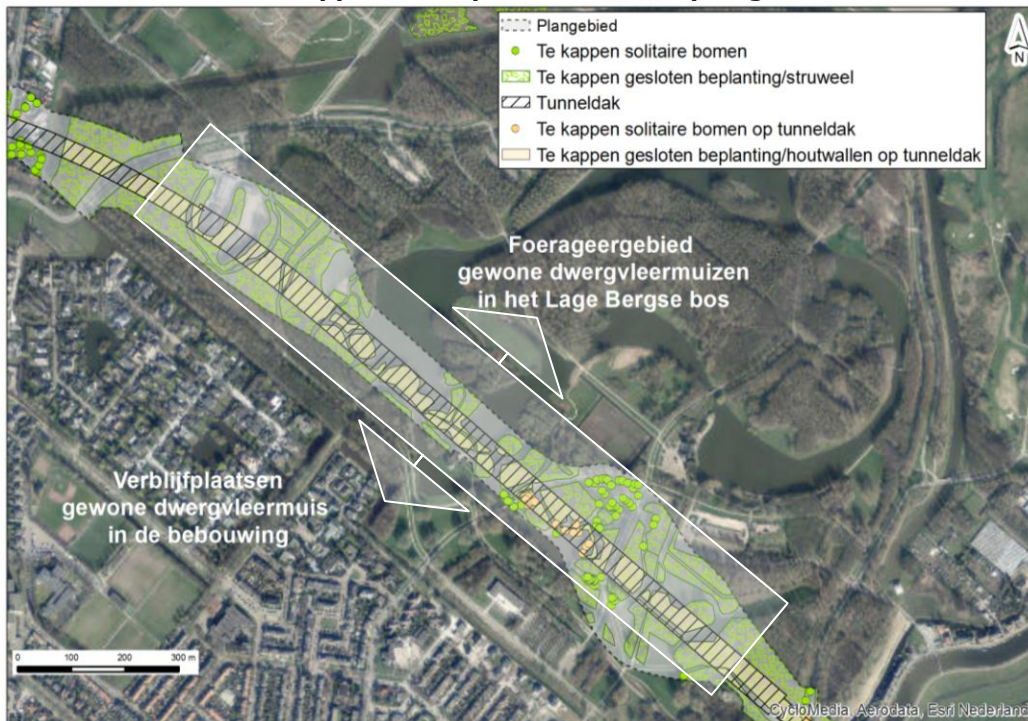 Plangebied
Te kappen solitaire bomen
Te kappen gesloten beplanting/struweel
Tunneldak
Te kappen solitaire bomen op tunneldak
Te kappen gesloten beplanting/houtwallen op tunneldak
N
Foerageergebied
gewone dwergvleermuizen
in het Lage Bergse bos
Verblijfplaatsen
gewone dwergvleermuis
in de bebouwing
0 100 200 300 m
CycloMedia, Aerodata, Esri Nederland